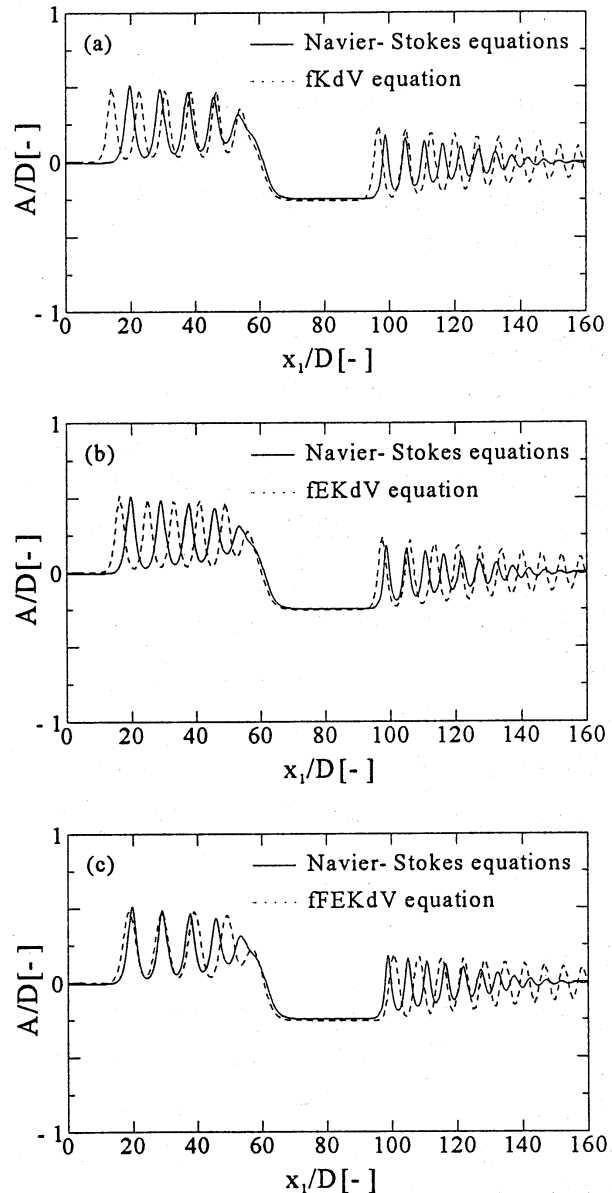 1
(a)
Navier- Stokes equations
fKdV equation
A/D[-]
0
- 1
0 20 40 60 80 100 120 140 160
x₁/D[-]
1
(b)
Navier- Stokes equations
fEKdV equation
A/D[-]
0
- 1
0 20 40 60 80 100 120 140 160
x₁/D[-]
1
(c)
Navier- Stokes equations
fFEKdV equation
A/D[-]
0
- 1
0 20 40 60 80 100 120 140 160
x₁/D[-]